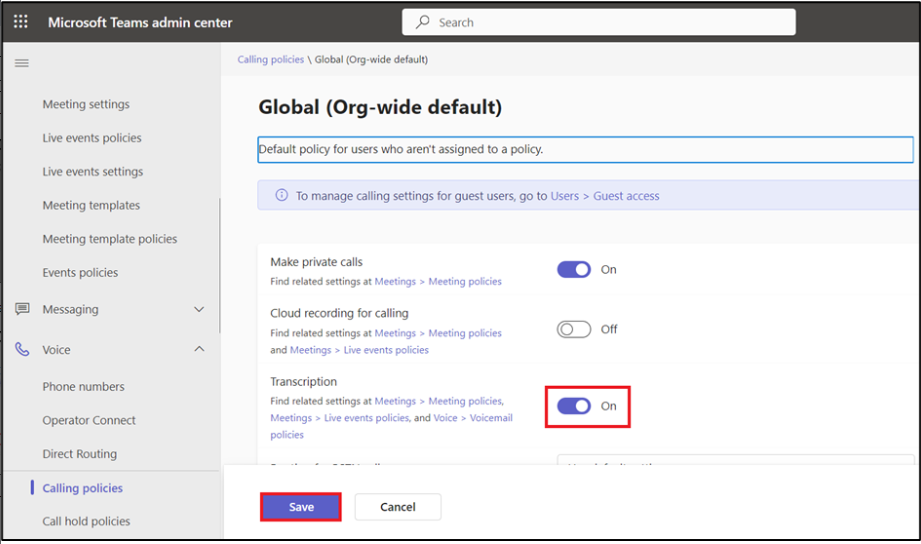 Microsoft Teams admin center
Search
Meeting settings
Live events policies
Live events settings
Meeting templates
Meeting template policies
Events policies
Messaging
Voice
Phone numbers
Operator Connect
Direct Routing
Calling policies
Call hold policies
Calling policies \ Global (Org-wide default)
Global (Org-wide default)
Default policy for users who aren't assigned to a policy.
To manage calling settings for guest users, go to Users > Guest access
Make private calls
On
Find related settings at Meetings > Meeting policies
Cloud recording for calling
Off
Find related settings at Meetings > Meeting policies
and Meetings > Live events policies
Transcription
On
Find related settings at Meetings > Meeting policies,
Meetings > Live events policies, and Voice > Voicemail
policies
Save
Cancel